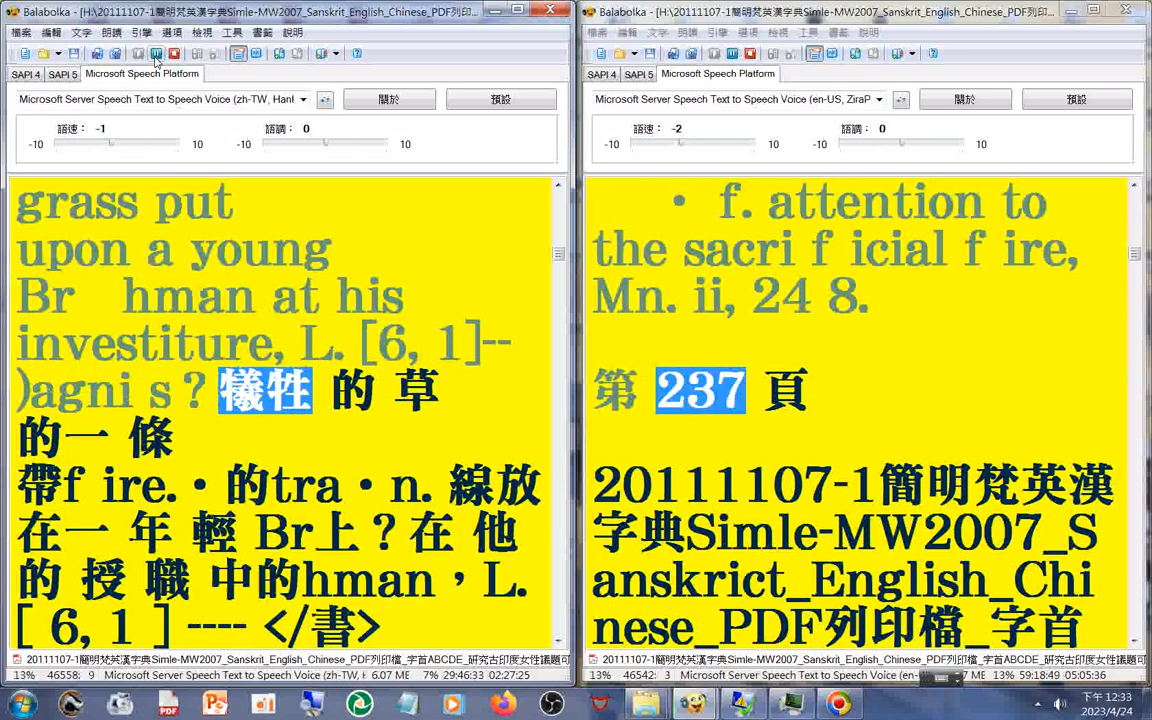 Balabolka - [H:\20111107-1簡明梵英漢字典Simle-MW2007_Sanskrit_English_Chinese_PDF列印...
檔案 編輯 文字 朗讀 引擎 選項 檢視 工具 書籤 說明
SAPI 4 SAPI 5 Microsoft Speech Platform
Microsoft Server Speech Text to Speech Voice (zh-TW, Hanl
關於 預設
語速： -1 語調： 0
-10 10 -10 10
grass put
upon a young
Br hman at his
investiture, L. [6, 1]--
)agni s？犧牲 的 草
的一 條
帶f ire.‧的tra‧n. 線放
在一 年 輕 Br上？在 他
的 授 職 中的hman，L.
[ 6, 1 ] ---- </書>
20111107-1簡明梵英漢字典Simle-MW2007_Sanskrit_English_Chinese_PDF列印檔_字首ABCDE_研究古印度女性議題可
13% 46558: 9 Microsoft Server Speech Text to Speech Voice (zh-TW, H 6.07 MB 7% 29:46:33 02:27:25
Balabolka - [H:\20111107-1簡明梵英漢字典Simle-MW2007_Sanskrit_English_Chinese_PDF列印...
檔案 編輯 文字 朗讀 引擎 選項 檢視 工具 書籤 說明
SAPI 4 SAPI 5 Microsoft Speech Platform
Microsoft Server Speech Text to Speech Voice (en-US, ZiraP
關於 預設
語速： -2 語調： 0
-10 10 -10 10
• f. attention to
the sacri f icial f ire,
Mn. ii, 24 8.
第 237 頁
20111107-1簡明梵英漢
字典Simle-MW2007_S
anskrict_English_Chi
nese_PDF列印檔_字首
20111107-1簡明梵英漢字典Simle-MW2007_Sanskrit_English_Chinese_PDF列印檔_字首ABCDE_研究古印度女性議題可
13% 46542: 3 Microsoft Server Speech Text to Speech Voice 13% 59:18:49 05:05:36
下午 12:33
2023/4/24